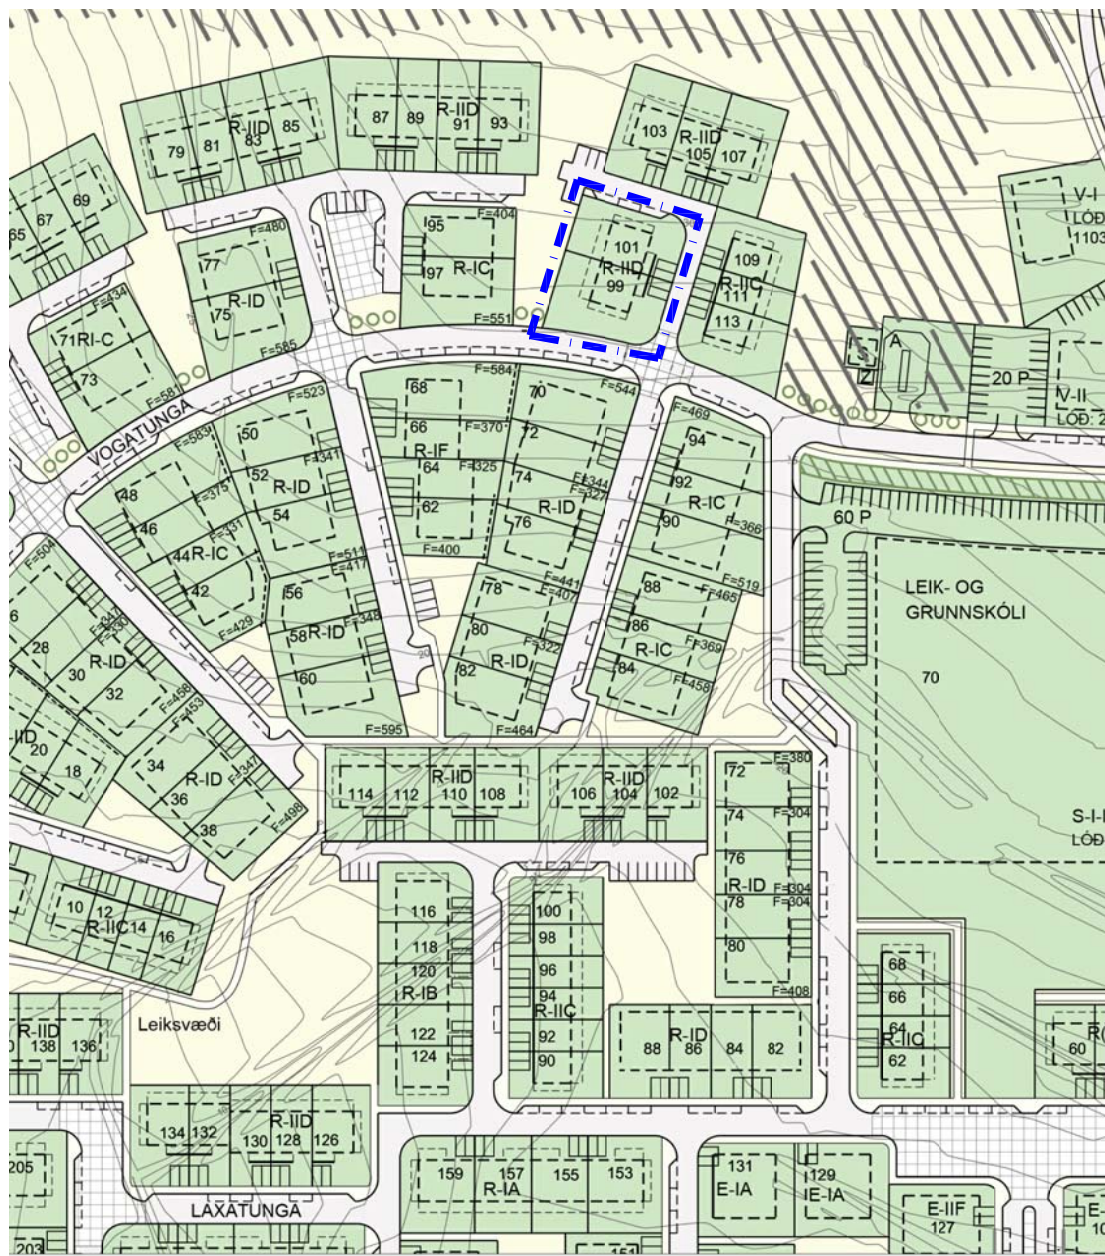 87
89
R-IID
91
93
79
81
R-IID
83
85
103
R-IID
105
107
69
67
65
V-I
LÓÐ
1103
F=480
77
R-ID
75
F=585
95
F=404
97
R-IC
F=551
101
R-IID
99
109
R-IIC
111
113
F=434
71RI-C
73
F=581
A
20 P
V-II
LÓÐ: 2
VOGATUNGA
F=523
50
F=583
F=341
52
R-ID
54
F=511
48
F=375
46
F=331
44
R-IC
42
F=429
68
F=584
66
F=370
R-IF
64
F=325
62
F=400
70
F=544
72
74
F=344
F=327
R-ID
76
F=441
F=469
94
92
R-IC
90
F=366
F=519
60 P
LEIK- OG
GRUNNSKÓLI
70
F=504
28
30
R-ID
32
F=347
F=330
F=456
F=417
56
F=348
58
R-ID
60
F=595
78
F=407
80
F=322
82
R-ID
F=464
88
F=465
86
F=369
R-IC
84
F=458
20
18
F=453
34
R-ID
F=347
36
38
F=498
R-IID
114
112
110
108
R-IID
106
104
102
72
F=380
74
F=304
76
R-ID
F=304
78
F=304
80
F=408
10
12
R-IIC
14
16
116
118
120
R-IB
122
124
100
98
96
94
R-IIC
92
90
R-ID
88
86
84
82
68
66
64
R-IIC
62
60
Leiksvæði
R-IID
138
136
R-IID
134
132
130
128
126
205
LAXATUNGA
203
159
157
155
153
R-IA
131
E-IA
129
E-IA
E-IIF
127
151